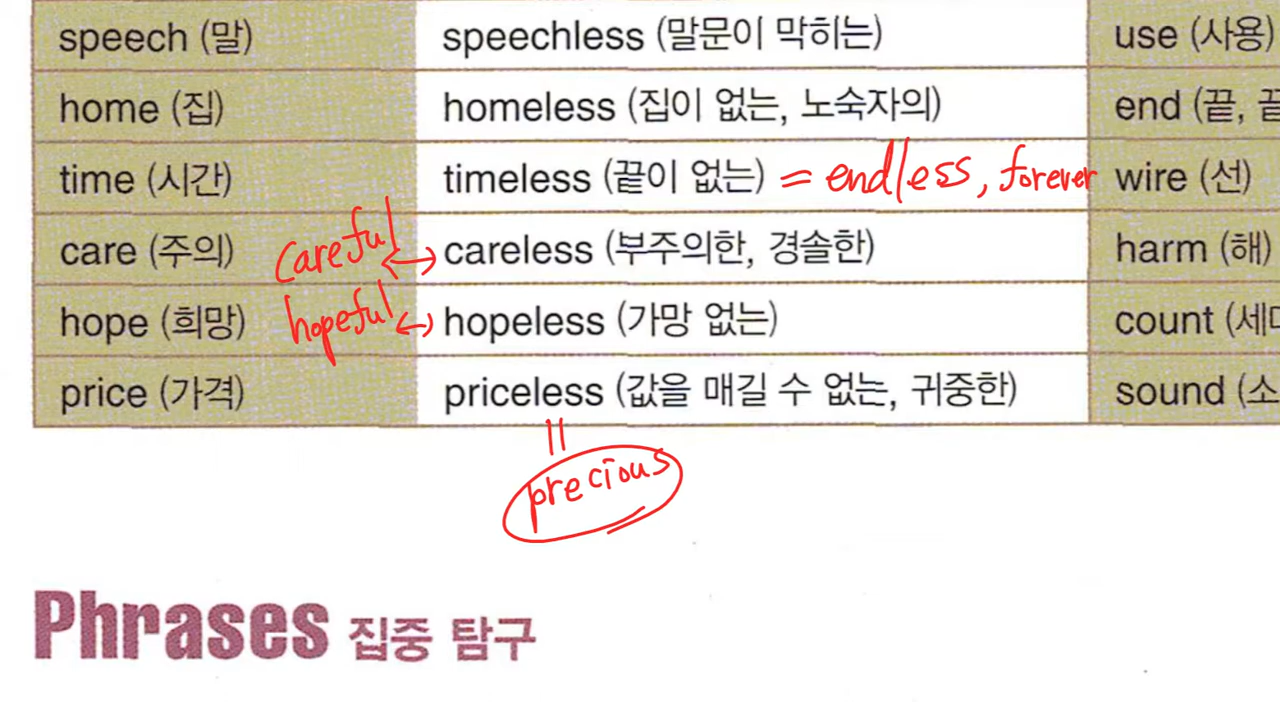 speech (말) speechless (말문이 막히는) use (사용)
home (집) homeless (집이 없는, 노숙자의) end (끝,
time (시간) timeless (끝이 없는) = endless, forever wire (선)
care (주의) careful ↔ careless (부주의한, 경솔한) harm (해)
hope (희망) hopeful ↔ hopeless (가망 없는) count (세다
price (가격) priceless (값을 매길 수 없는, 귀중한) sound (소
precious
Phrases 집중 탐구